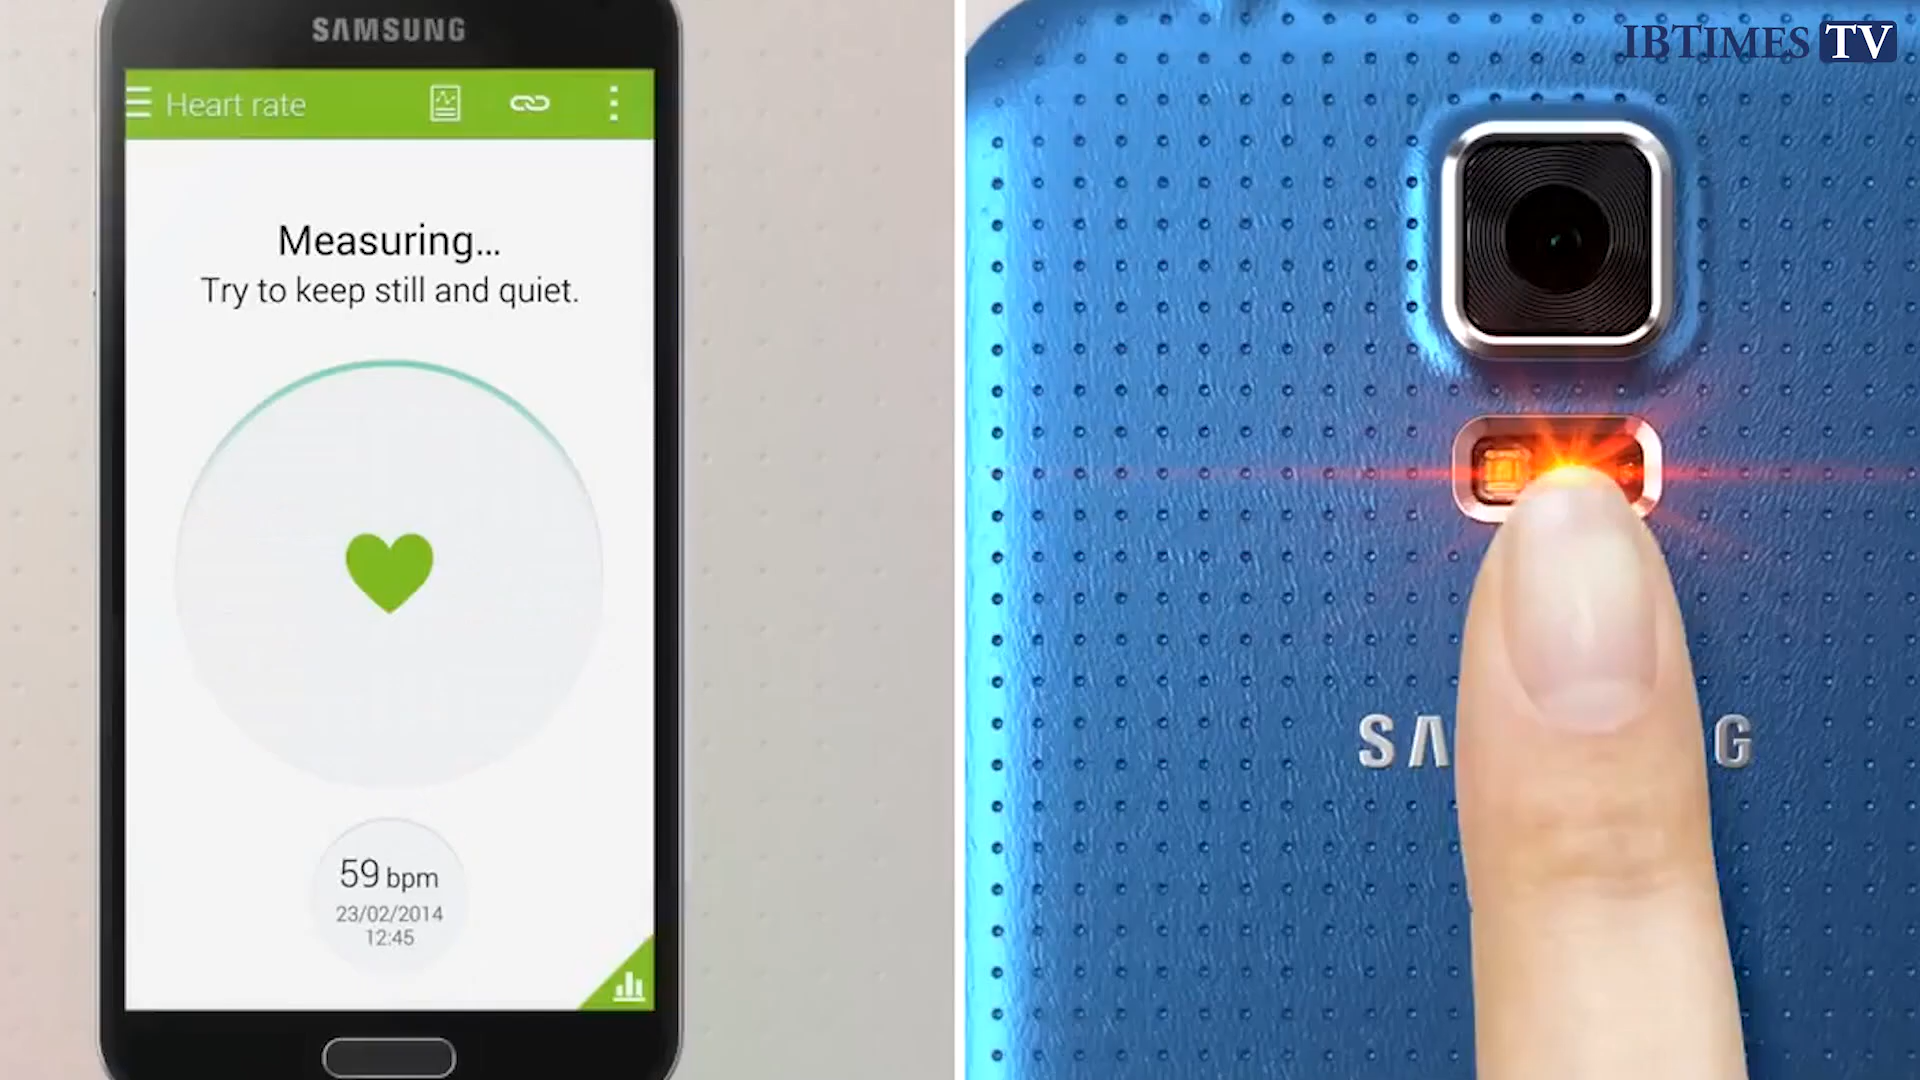 SAMSUNG
Heart rate
Measuring...
Try to keep still and quiet.
59 bpm
23/02/2014
12:45
IBTIMES TV
SA G